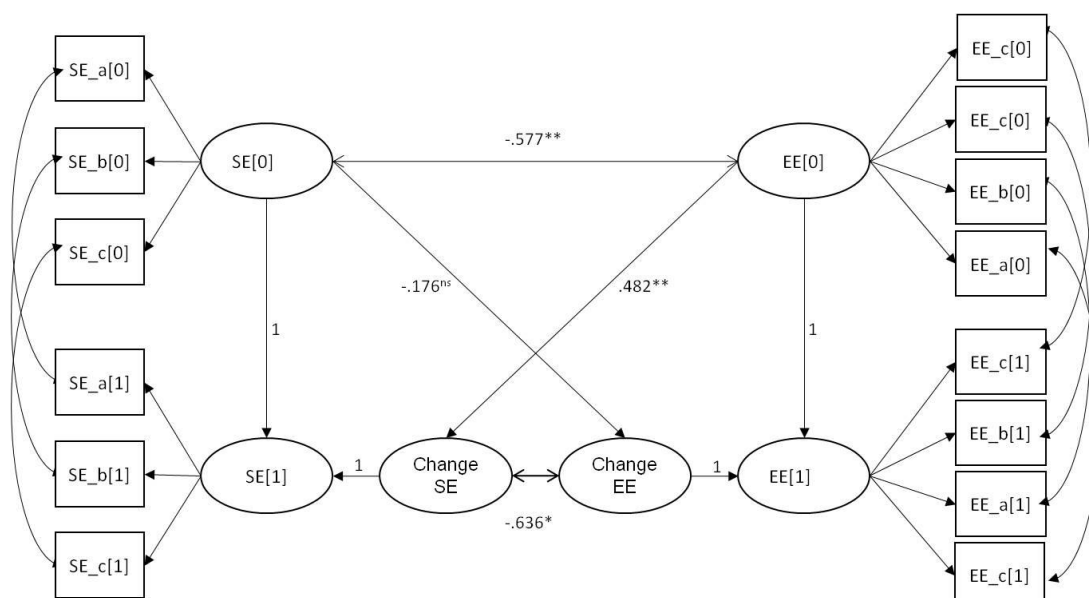 SE_a[0]
SE_b[0]
SE_c[0]
SE[0]
-.577**
EE[0]
EE_c[0]
EE_c[0]
EE_b[0]
EE_a[0]
-.176ns
.482**
1
1
SE_a[1]
SE_b[1]
SE_c[1]
SE[1]
1
Change
SE
Change
EE
1
-.636*
EE[1]
EE_c[1]
EE_b[1]
EE_a[1]
EE_c[1]